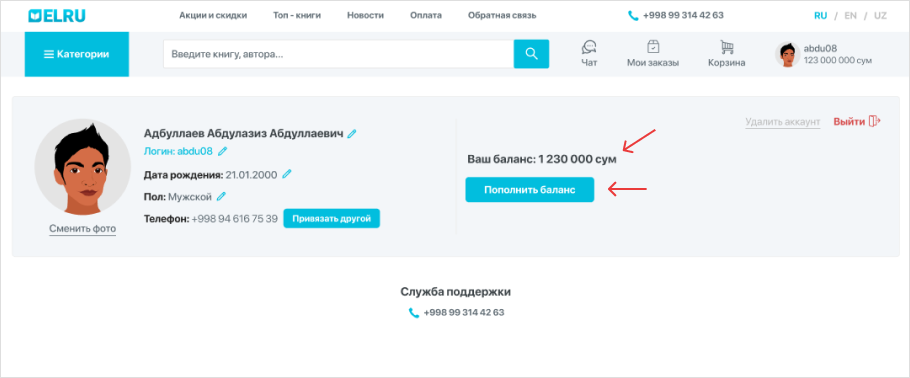 ELRU
Акции и скидки Топ - книги Новости Оплата Обратная связь +998 99 314 42 63 RU / EN / UZ
Категории Введите книгу, автора... Чат Мои заказы Корзина abdu08
123 000 000 сум
Удалить аккаунт Выйти
Адбуллаев Абдулазиз Абдуллаевич
Логин: abdu08
Ваш баланс: 1 230 000 сум
Дата рождения: 21.01.2000
Пополнить баланс
Пол: Мужской
Телефон: +998 94 616 75 39 Привязать другой
Сменить фото
Служба поддержки
+998 99 314 42 63